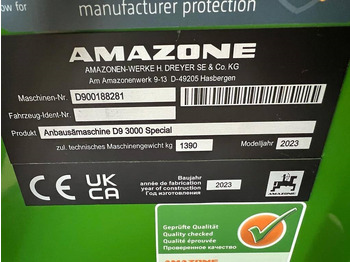 manufacturer protection
AMAZONE
AMAZONEN-WERKE H. DREYER SE & Co. KG
Am Amazonenwerk 9-13 D-49205 Hasbergen
Maschinen-Nr. D900188281
Fahrzeug-Ident-Nr.
Produkt Anbausämaschine D9 3000 Special
zul. technisches Maschinengewicht kg 1390 Modelljahr 2023
CE UK CA
Baujahr
year of fabrication
année de fabrication
Год изготовления
2023
AMAZONE
Geprüfte Qualität
Quality checked
Qualité éprouvée
Проверенное качество
AMAZONE